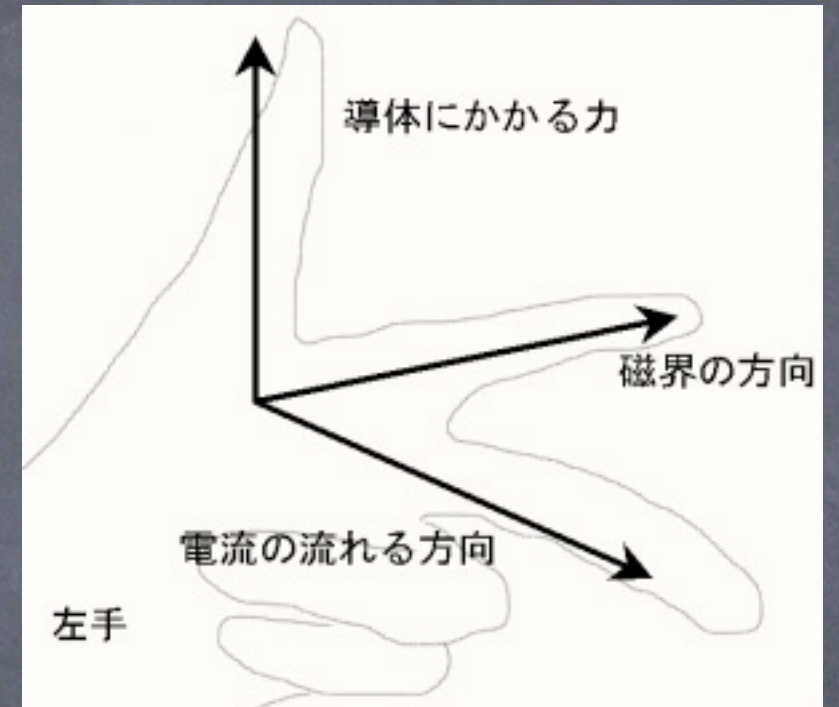 導体にかかる力
磁界の方向
電流の流れる方向
左手